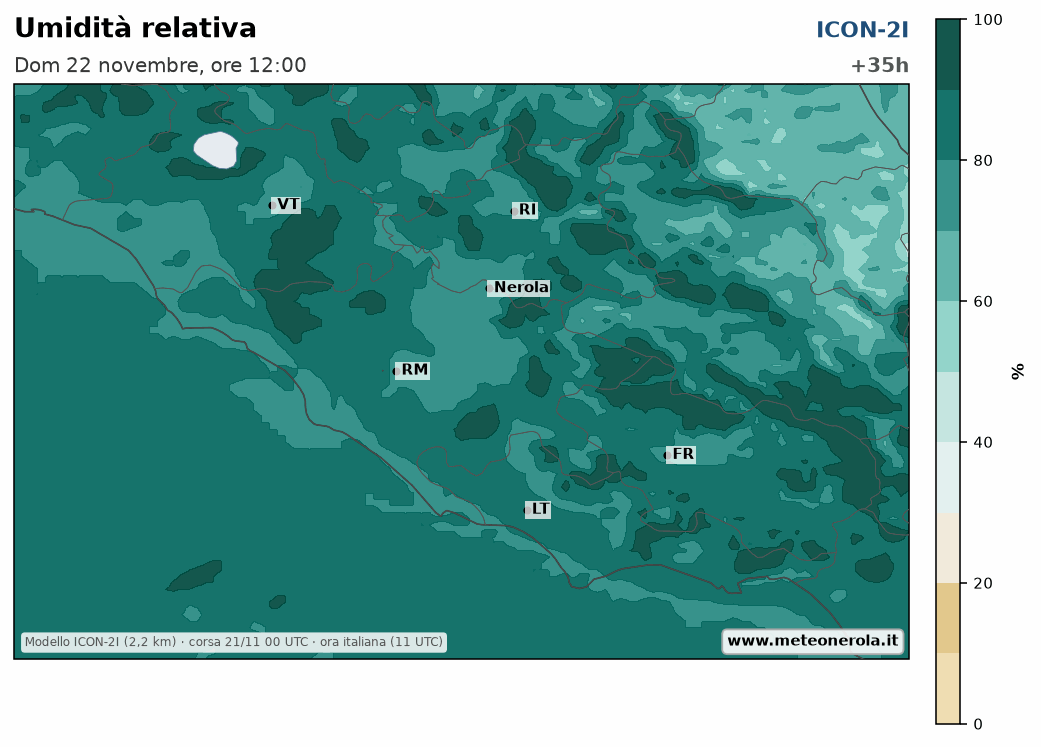 Umidità relativa
ICON-2I
Dom 22 novembre, ore 12:00
+35h
100
80
60
40
20
0
%
VT
RI
Nerola
RM
FR
LT
Modello ICON-2I (2,2 km) · corsa 21/11 00 UTC · ora italiana (11 UTC)
www.meteonerola.it